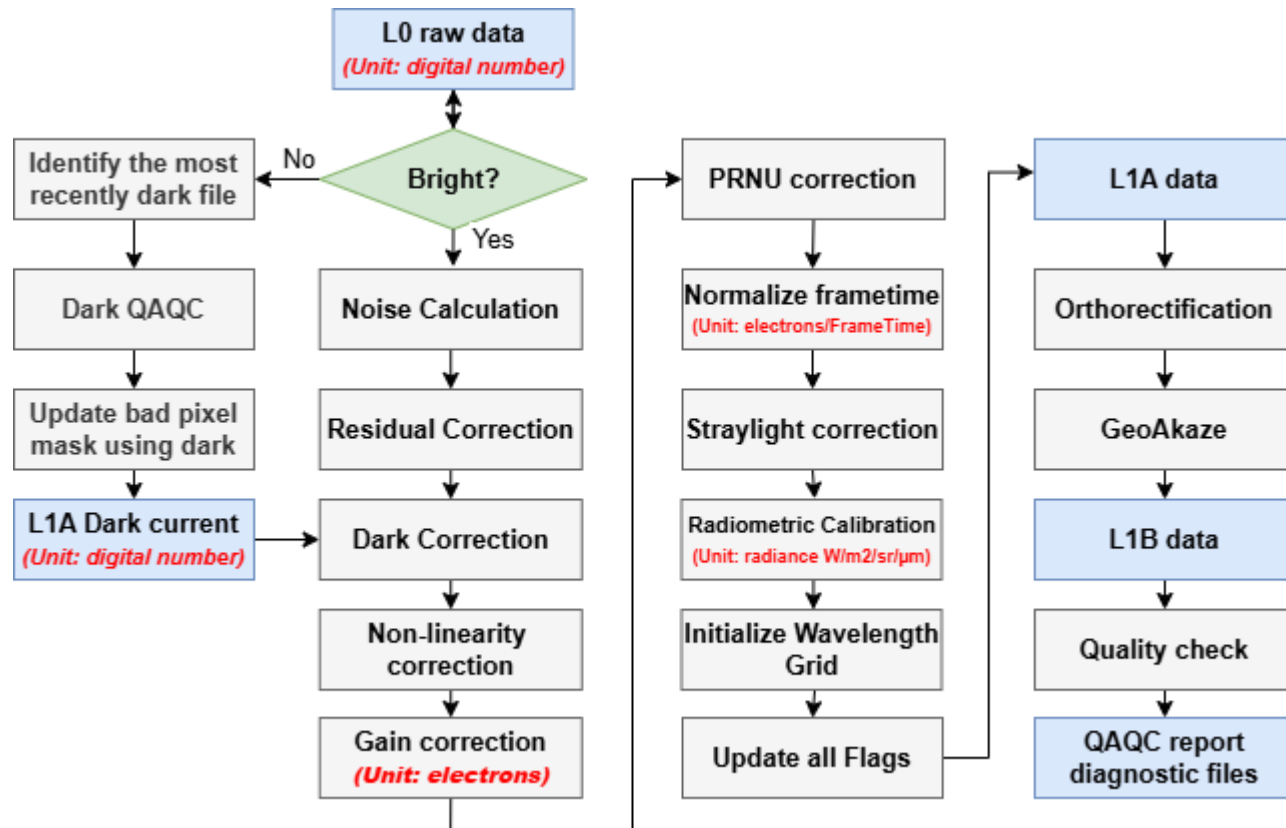 L0 raw data
(Unit: digital number)
Bright?
No
Yes
Identify the most
recently dark file
Dark QAQC
Update bad pixel
mask using dark
L1A Dark current
(Unit: digital number)
Noise Calculation
Residual Correction
Dark Correction
Non-linearity
correction
Gain correction
(Unit: electrons)
PRNU correction
Normalize frametime
(Unit: electrons/FrameTime)
Straylight correction
Radiometric Calibration
(Unit: radiance W/m2/sr/μm)
Initialize Wavelength
Grid
Update all Flags
L1A data
Orthorectification
GeoAkaze
L1B data
Quality check
QAQC report
diagnostic files